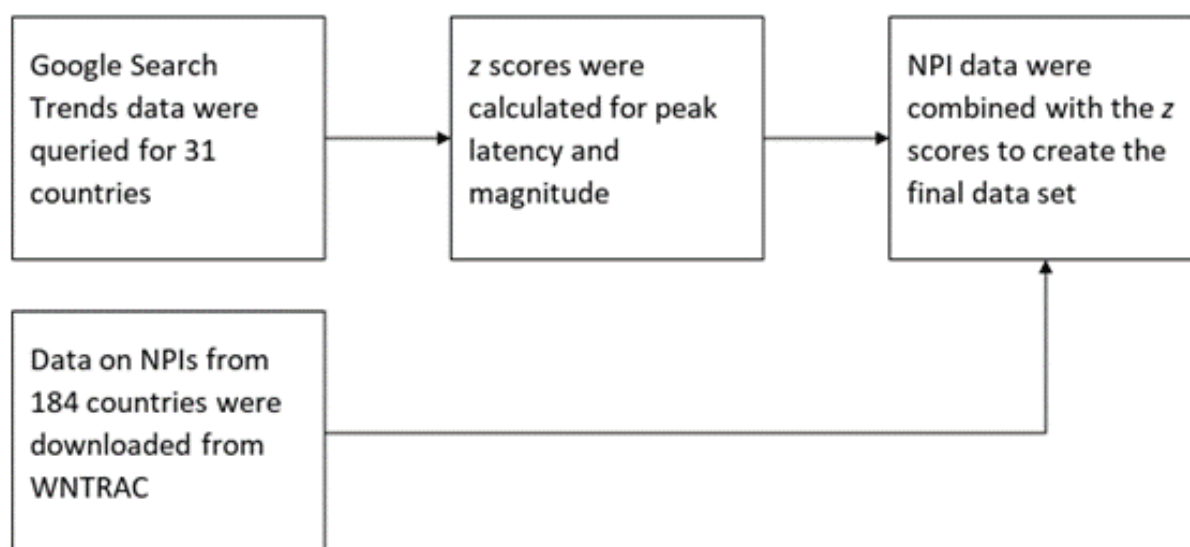 Google Search
Trends data were
queried for 31
countries
z scores were
calculated for peak
latency and
magnitude
NPI data were
combined with the z
scores to create the
final data set
Data on NPIs from
184 countries were
downloaded from
WNTRAC